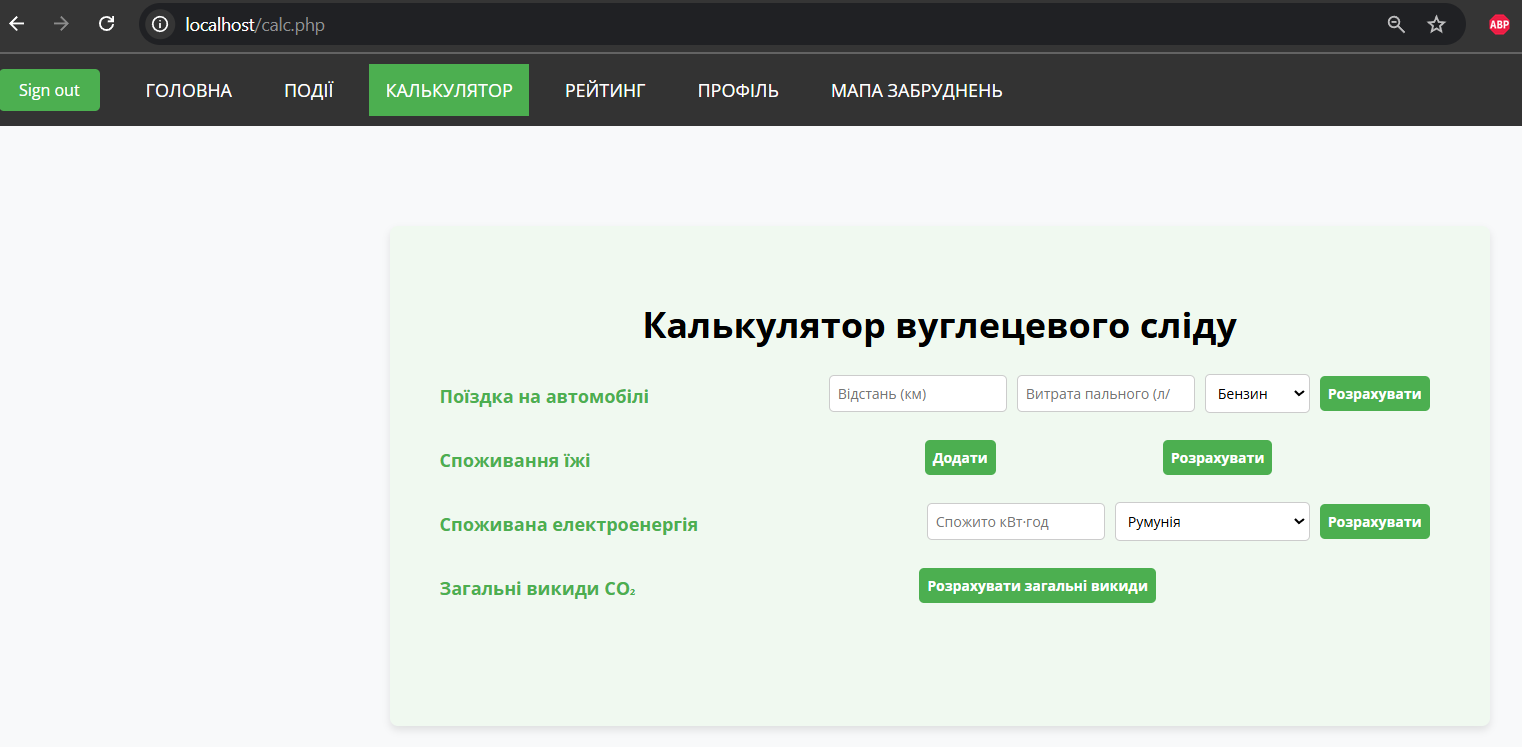 localhost/calc.php
ABP
Sign out ГОЛОВНА ПОДІЇ КАЛЬКУЛЯТОР РЕЙТИНГ ПРОФІЛЬ МАПА ЗАБРУДНЕНЬ
Калькулятор вуглецевого сліду
Поїздка на автомобілі Відстань (км) Витрата пального (л/ Бензин Розрахувати
Споживання їжі Додати Розрахувати
Споживана електроенергія Спожито кВт·год Румунія Розрахувати
Загальні викиди CO₂ Розрахувати загальні викиди